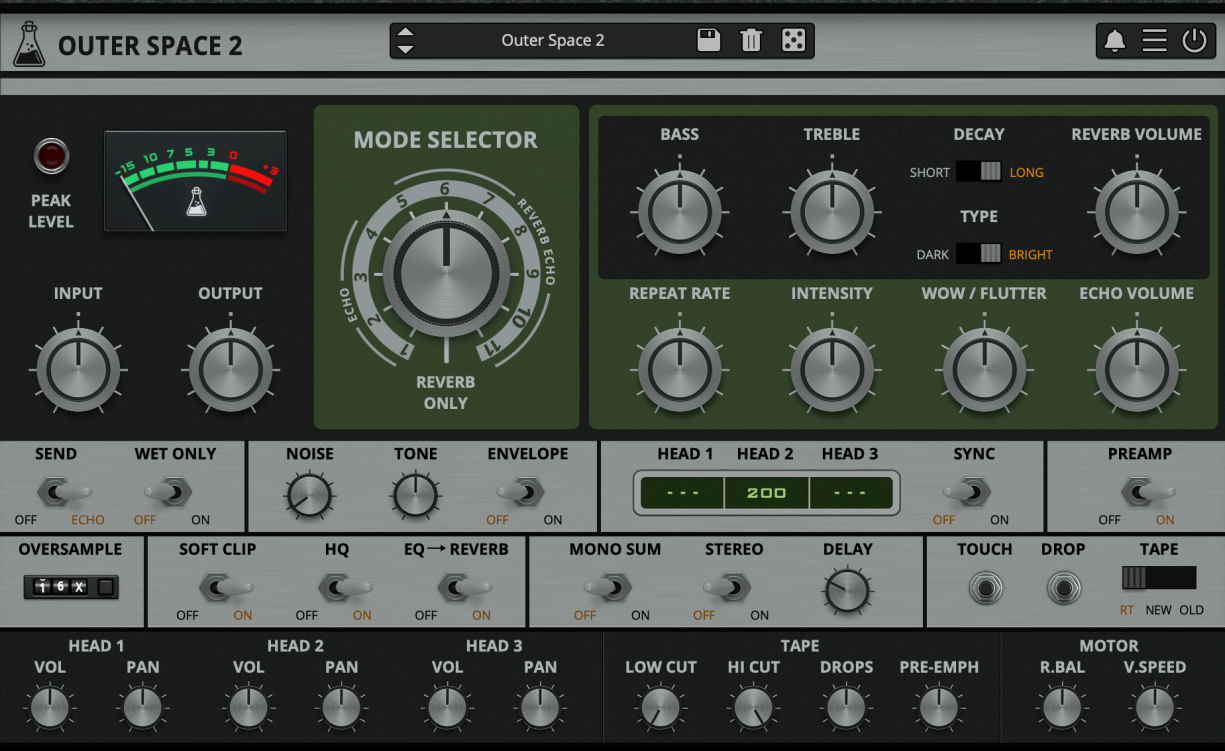 OUTER SPACE 2
Outer Space 2
PEAK
LEVEL
-15 10 7 5 3 0 +3
INPUT
OUTPUT
MODE SELECTOR
1 2 3 4 5 6 7 8 9 10 11
ECHO
REVERB ECHO
REVERB
ONLY
BASS
TREBLE
DECAY
SHORT LONG
TYPE
DARK BRIGHT
REVERB VOLUME
REPEAT RATE
INTENSITY
WOW / FLUTTER
ECHO VOLUME
SEND
OFF ECHO
WET ONLY
OFF ON
NOISE
TONE
ENVELOPE
OFF ON
HEAD 1 HEAD 2 HEAD 3
--- 200 ---
SYNC
OFF ON
PREAMP
OFF ON
OVERSAMPLE
16X
SOFT CLIP
OFF ON
HQ
OFF ON
EQ→REVERB
OFF ON
MONO SUM
OFF ON
STEREO
OFF ON
DELAY
TOUCH
DROP
TAPE
RT NEW OLD
HEAD 1
VOL PAN
HEAD 2
VOL PAN
HEAD 3
VOL PAN
TAPE
LOW CUT HI CUT DROPS PRE-EMPH
MOTOR
R.BAL V.SPEED